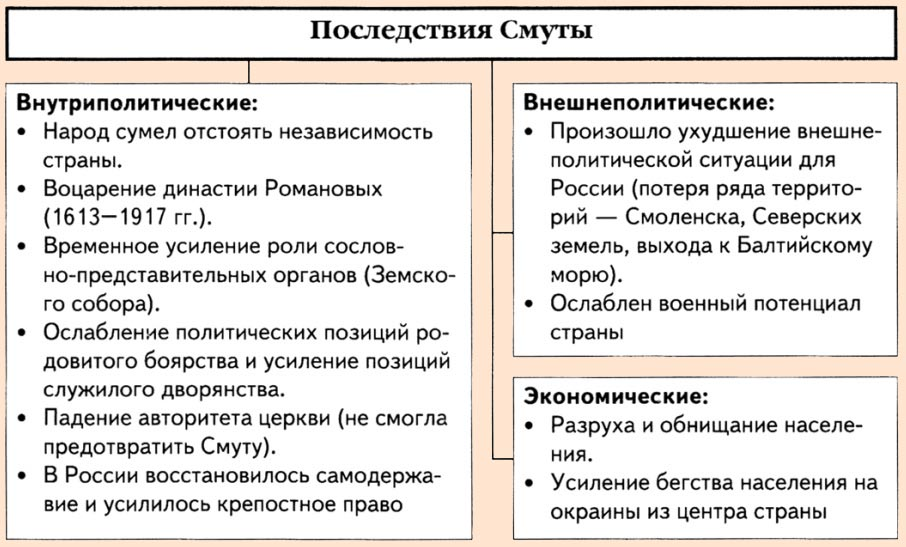 Последствия Смуты
Внутриполитические:
• Народ сумел отстоять независимость
страны.
• Воцарение династии Романовых
(1613—1917 гг.).
• Временное усиление роли сослов-
но-представительных органов (Земско-
го собора).
• Ослабление политических позиций ро-
довитого боярства и усиление позиций
служилого дворянства.
• Падение авторитета церкви (не смогла
предотвратить Смуту).
• В России восстановилось самодержа-
вие и усилилось крепостное право
Внешнеполитические:
• Произошло ухудшение внешне-
политической ситуации для
России (потеря ряда террито-
рий — Смоленска, Северских
земель, выхода к Балтийскому
морю).
• Ослаблен военный потенциал
страны
Экономические:
• Разруха и обнищание населе-
ния.
• Усиление бегства населения на
окраины из центра страны